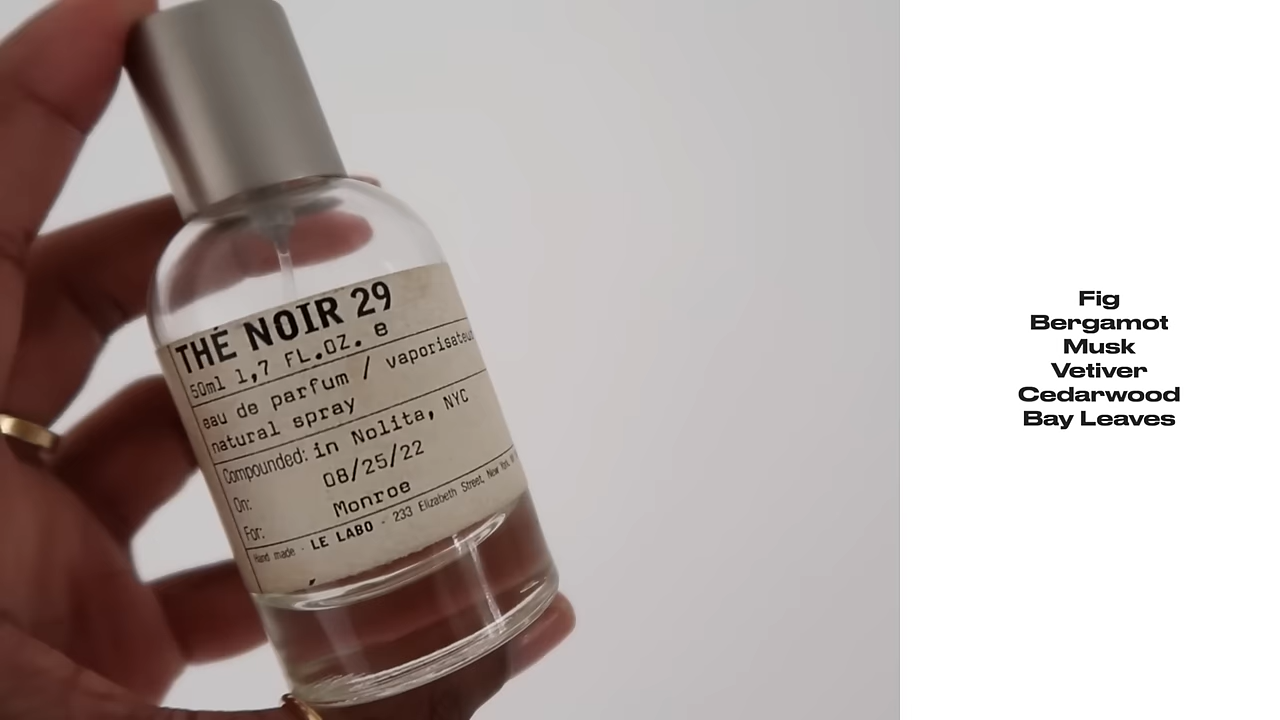 THÉ NOIR 29
50ml 1,7 FL.OZ. e
eau de parfum / vaporisateur
natural spray
Compounded: in Nolita, NYC
On: 08/25/22
For: Monroe
Hand made - LE LABO - 233 Elizabeth Street, New York,
Fig
Bergamot
Musk
Vetiver
Cedarwood
Bay Leaves